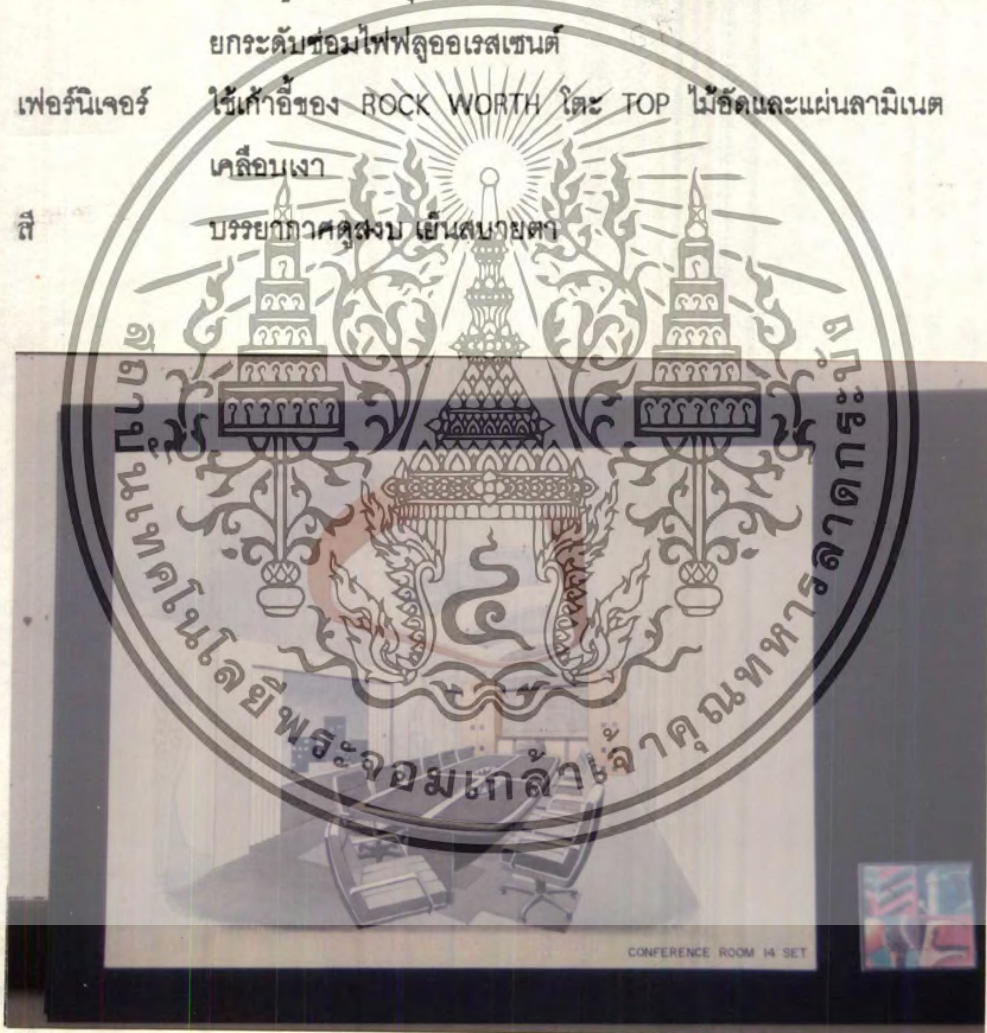 ยกระดับซ่อมไฟฟลูออเรสเซนต์
เฟอร์นิเจอร์ ใช้เก้าอี้ของ ROCK WORTH โต๊ะ TOP ไม้อัดและแผ่นลามิเนต
เคลือบเงา
สี บรรยากาศดูสงบ เย็นสบายตา
สถาบันเทคโนโลยีพระจอมเกล้าเจ้าคุณทหารลาดกระบัง
CONFERENCE ROOM 14 SET